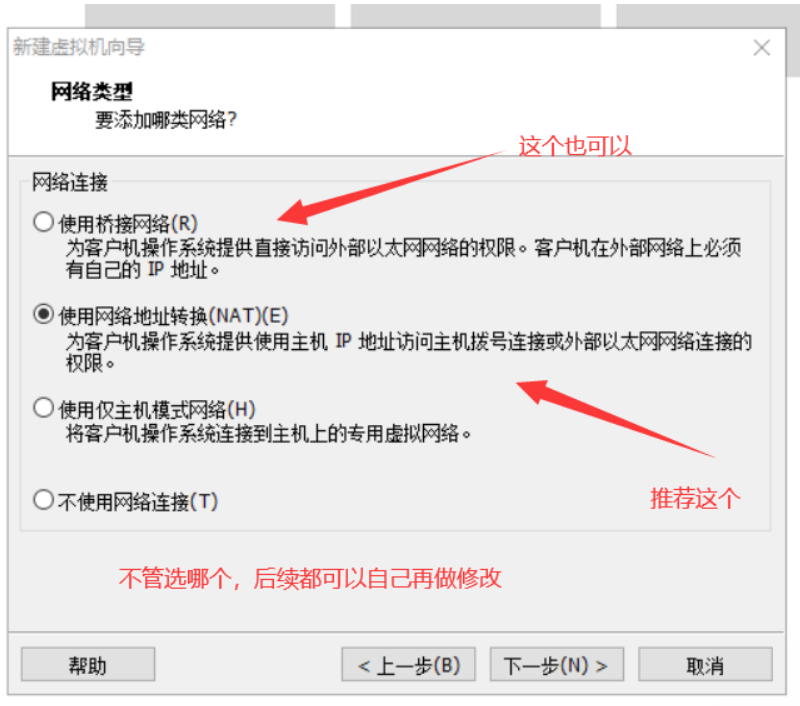 新建虚拟机向导
网络类型
要添加哪类网络?
这个也可以
网络连接
使用桥接网络(R)
为客户机操作系统提供直接访问外部以太网网络的权限。客户机在外部网络上必须
有自己的 IP 地址。
使用网络地址转换(NAT)(E)
为客户机操作系统提供使用主机 IP 地址访问主机拨号连接或外部以太网网络连接的
权限。
使用仅主机模式网络(H)
将客户机操作系统连接到主机上的专用虚拟网络。
推荐这个
不使用网络连接(T)
不管选哪个，后续都可以自己再做修改
帮助
< 上一步(B)
下一步(N) >
取消